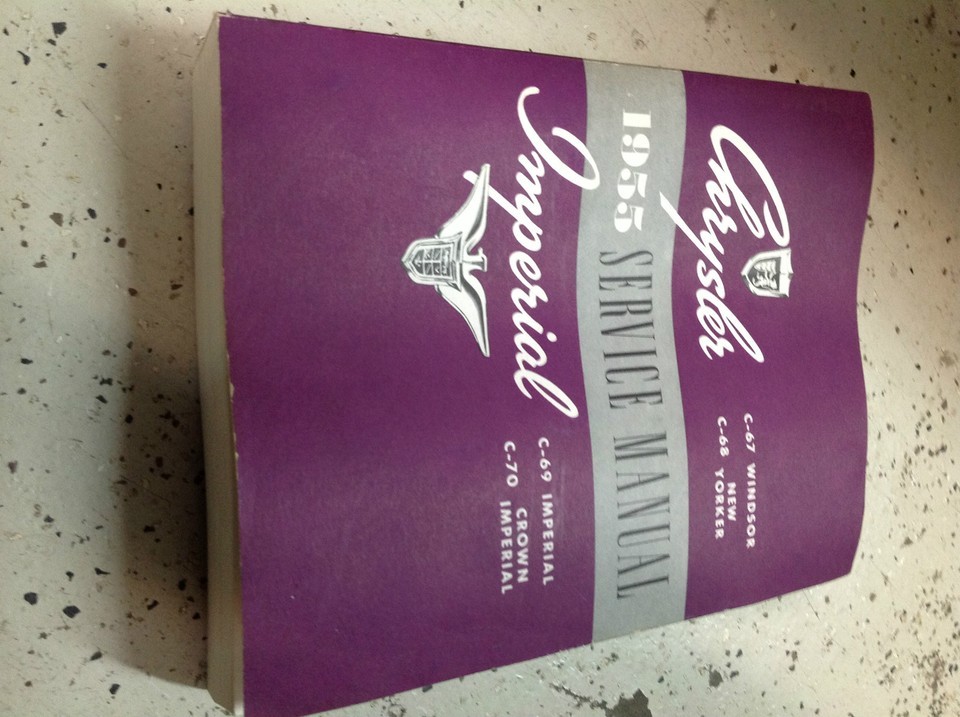 Chrysler
C-67 WINDSOR
C-68 NEW
YORKER
1955 SERVICE MANUAL
Imperial
C-69 IMPERIAL
C-70 CROWN
IMPERIAL